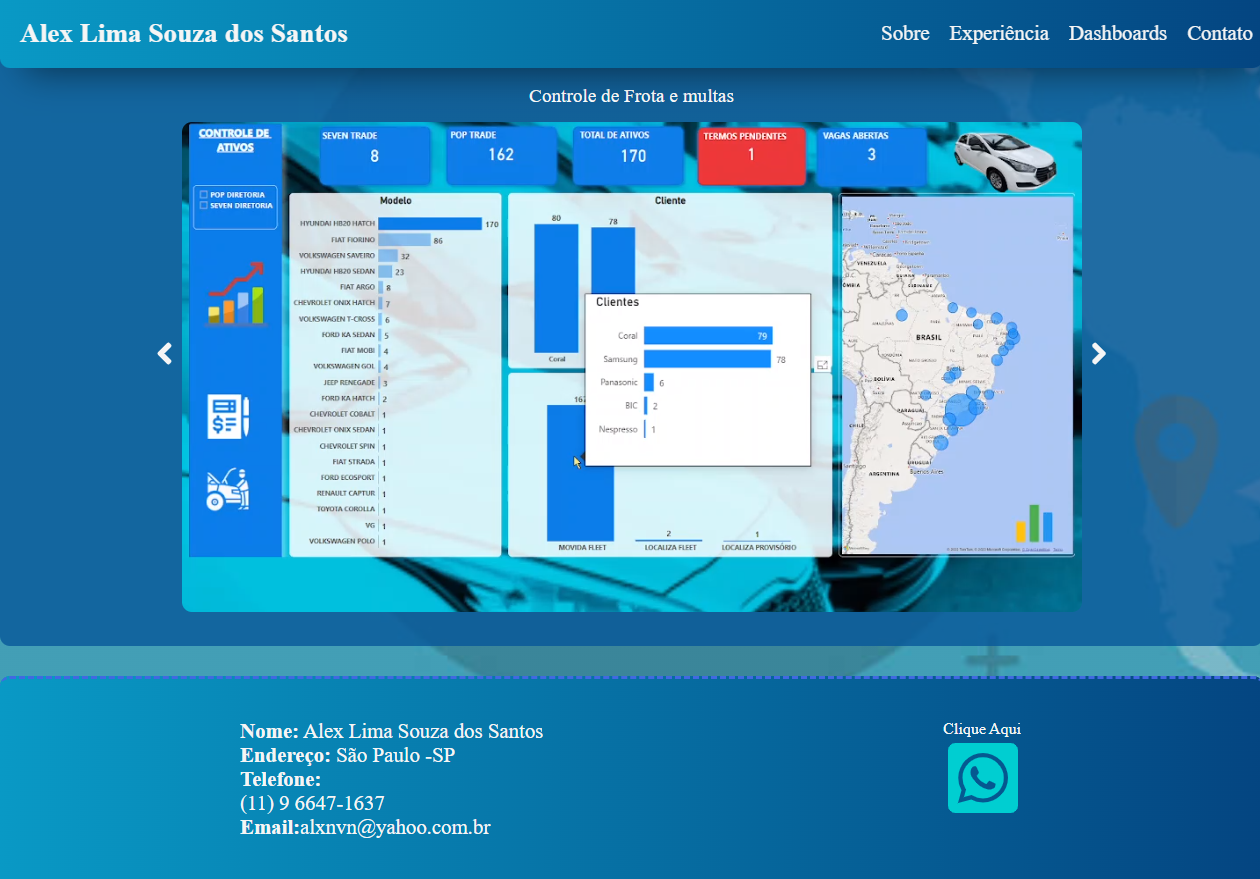 Alex Lima Souza dos Santos
Sobre Experiência Dashboards Contato
Controle de Frota e multas
CONTROLE DE
ATIVOS
SEVEN TRADE
8
POP TRADE
162
TOTAL DE ATIVOS
170
TERMOS PENDENTES
1
VAGAS ABERTAS
3
POP DIRETORIA
SEVEN DIRETORIA
Modelo
HYUNDAI HB20 HATCH 170
FIAT FIORINO 86
VOLKSWAGEN SAVEIRO 32
HYUNDAI HB20 SEDAN 23
FIAT ARGO 8
CHEVROLET ONIX HATCH 7
VOLKSWAGEN T-CROSS 6
FORD KA SEDAN 5
FIAT MOBI 4
VOLKSWAGEN GOL 4
JEEP RENEGADE 3
FORD KA HATCH 2
CHEVROLET COBALT 1
CHEVROLET ONIX SEDAN 1
CHEVROLET SPIN 1
FIAT STRADA 1
FORD ECOSPORT 1
RENAULT CAPTUR 1
TOYOTA COROLLA 1
VG 1
VOLKSWAGEN POLO 1
Cliente
80 78
Coral
Clientes
Coral 79
Samsung 78
Panasonic 6
BIC 2
Nespresso 1
162 2 1
MOVIDA FLEET LOCALIZA FLEET LOCALIZA PROVISÓRIO
VENEZUELA
BRASIL
Brasília
BOLÍVIA
PARAGUAI
CHILE
URUGUAI
Buenos Aires
ARGENTINA
Nome: Alex Lima Souza dos Santos
Endereço: São Paulo -SP
Telefone:
(11) 9 6647-1637
Email:alxnvn@yahoo.com.br
Clique Aqui